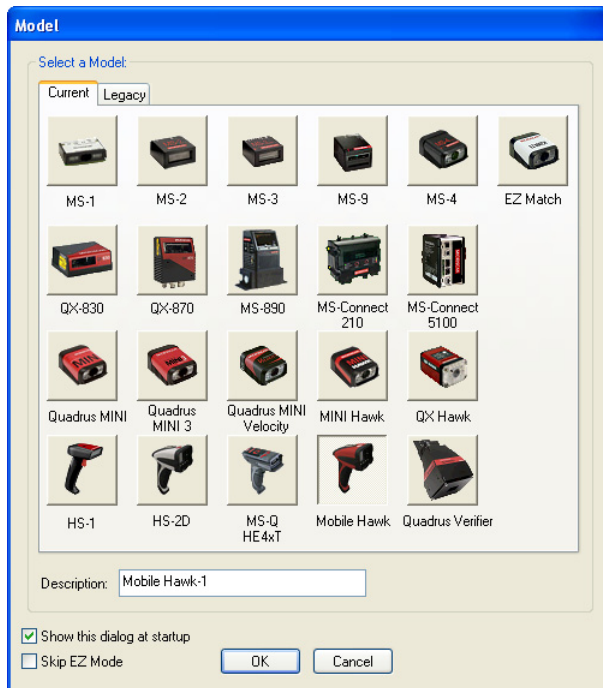 Model
Select a Model:
Current Legacy
MS-1 MS-2 MS-3 MS-9 MS-4 EZ Match
QX-830 QX-870 MS-890 MS-Connect 210 MS-Connect 5100
Quadrus MINI Quadrus MINI 3 Quadrus MINI Velocity MINI Hawk QX Hawk
HS-1 HS-2D MS-Q HE4xT Mobile Hawk Quadrus Verifier
Description: Mobile Hawk-1
Show this dialog at startup
Skip EZ Mode OK Cancel